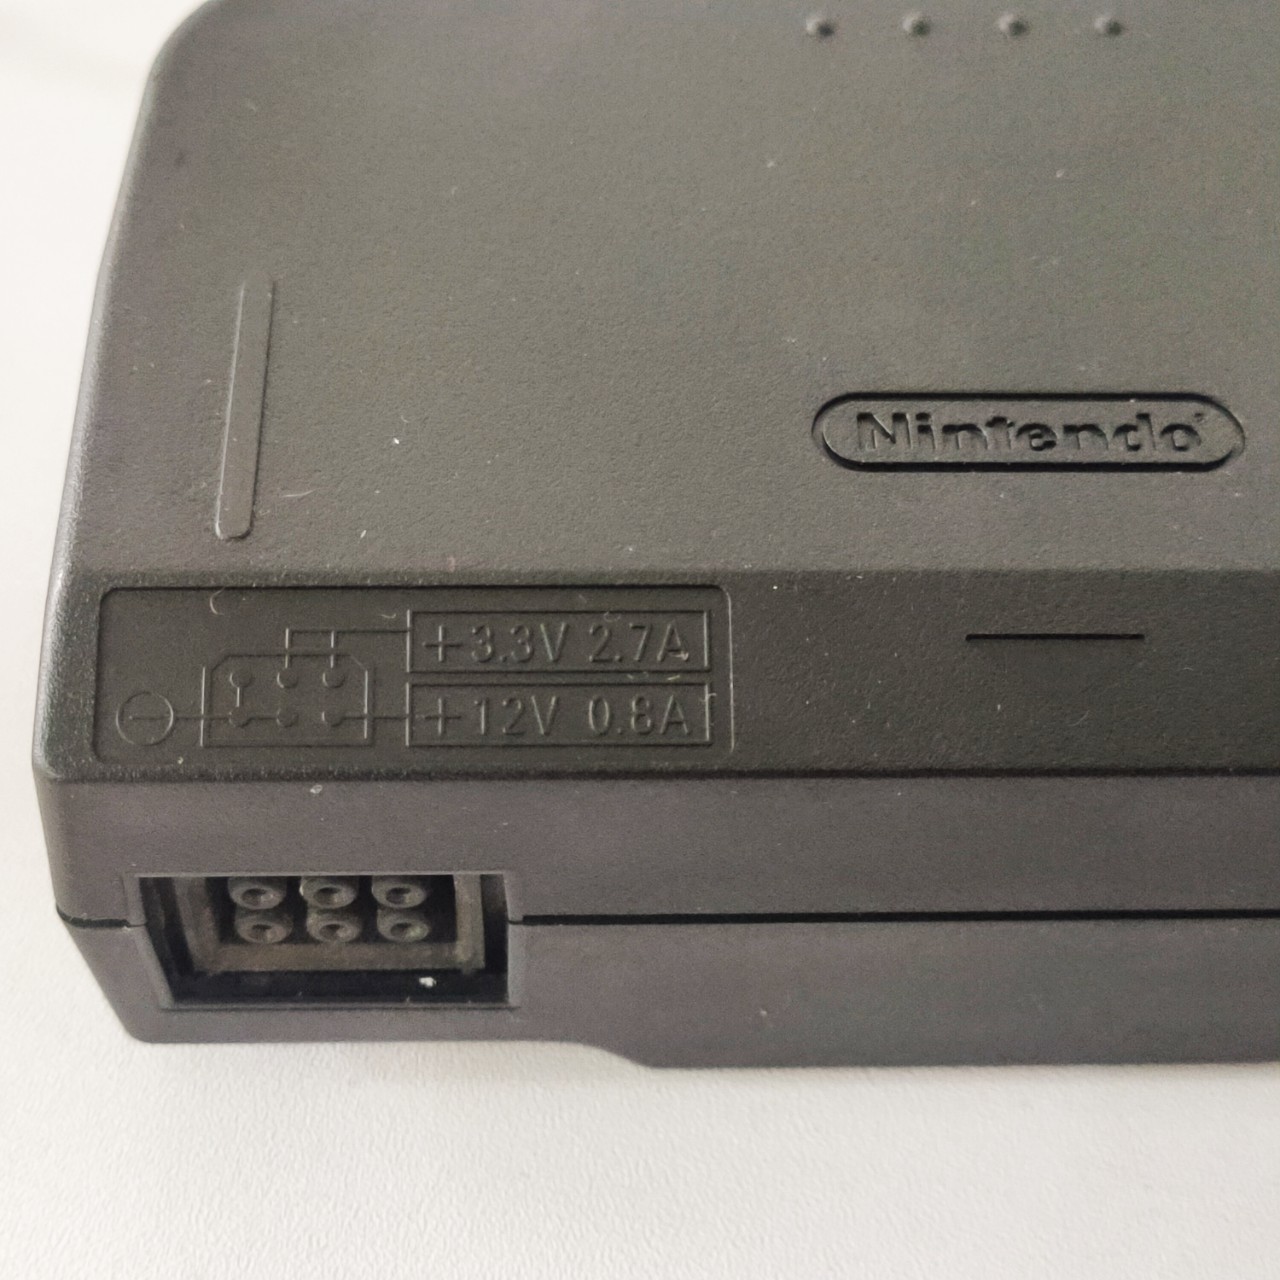 Nintendo®
+3.3V 2.7A
+12V 0.8A